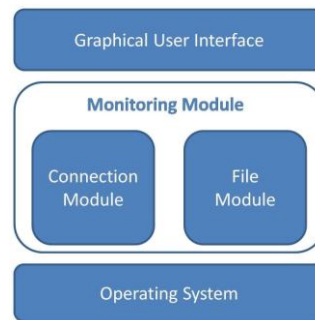 Graphical User Interface
Monitoring Module
Connection
Module
File
Module
Operating System